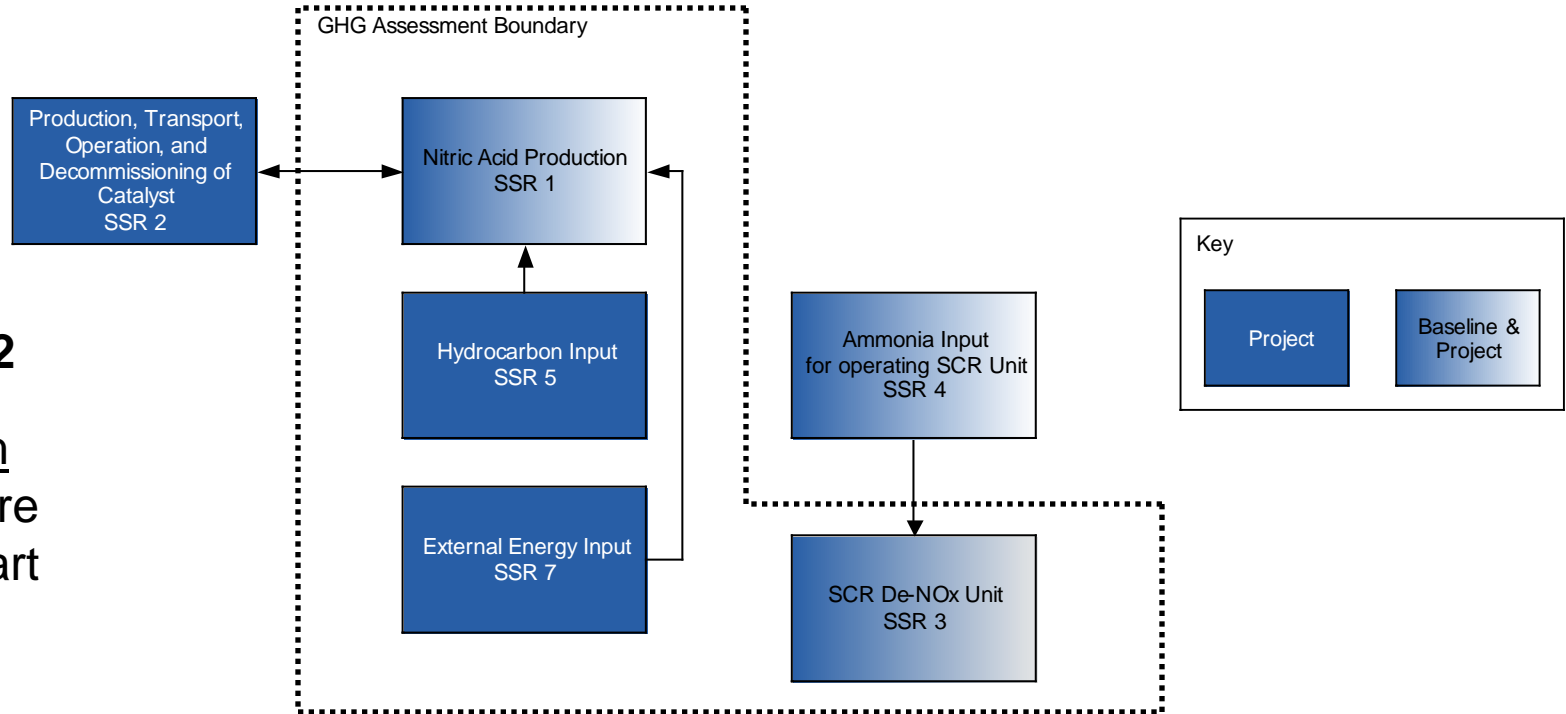 GHG Assessment Boundary
Production, Transport,
Operation, and
Decommissioning of
Catalyst
SSR 2
Nitric Acid Production
SSR 1
Hydrocarbon Input
SSR 5
External Energy Input
SSR 7
Ammonia Input
for operating SCR Unit
SSR 4
SCR De-NOx Unit
SSR 3
Key
Project
Baseline &
Project
2
n
re
art